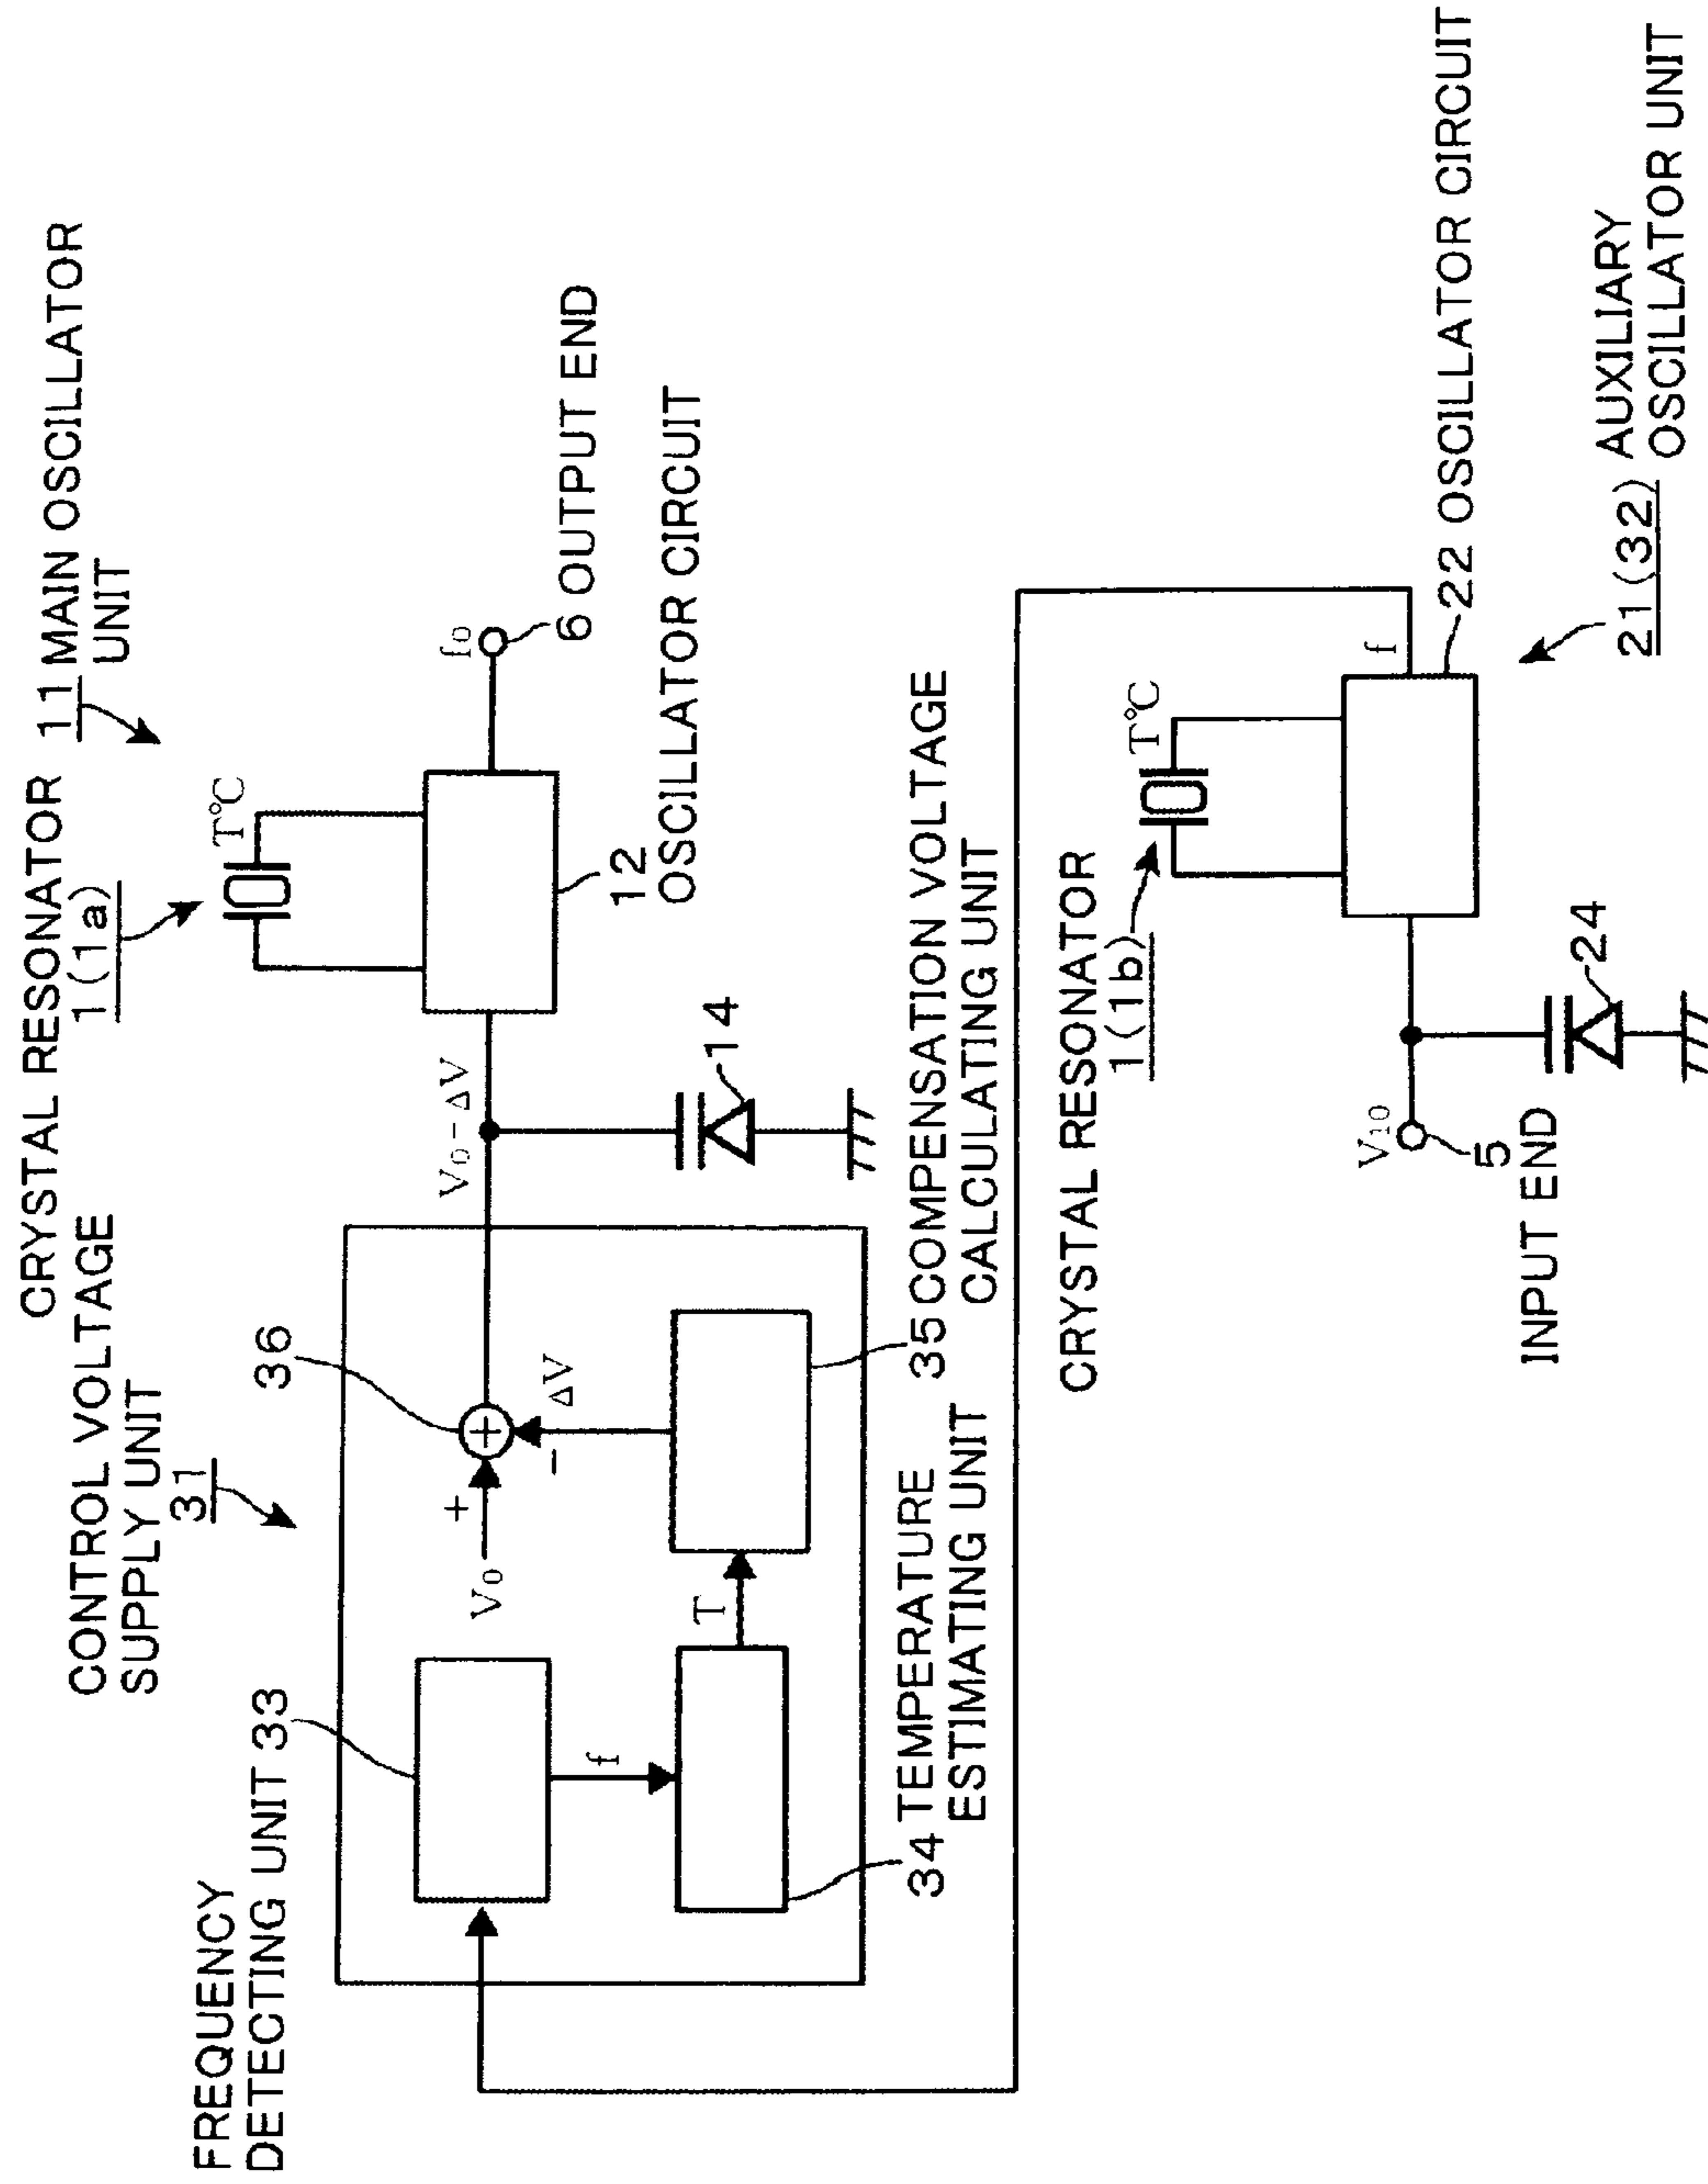 CRYSTAL RESONATOR
1(1a)
11 MAIN OSCILLATOR
UNIT
CONTROL VOLTAGE
SUPPLY UNIT
31
FREQUENCY
DETECTING UNIT 33
36
T°C
V₀
+
−
ΔV
V₀−ΔV
f₀
6 OUTPUT END
12
OSCILLATOR CIRCUIT
f
T
14
34 TEMPERATURE
ESTIMATING UNIT
35 COMPENSATION VOLTAGE
CALCULATING UNIT
CRYSTAL RESONATOR
1(1b)
T°C
V₁₀
5
INPUT END
24
f
22 OSCILLATOR CIRCUIT
21(32) AUXILIARY
OSCILLATOR UNIT